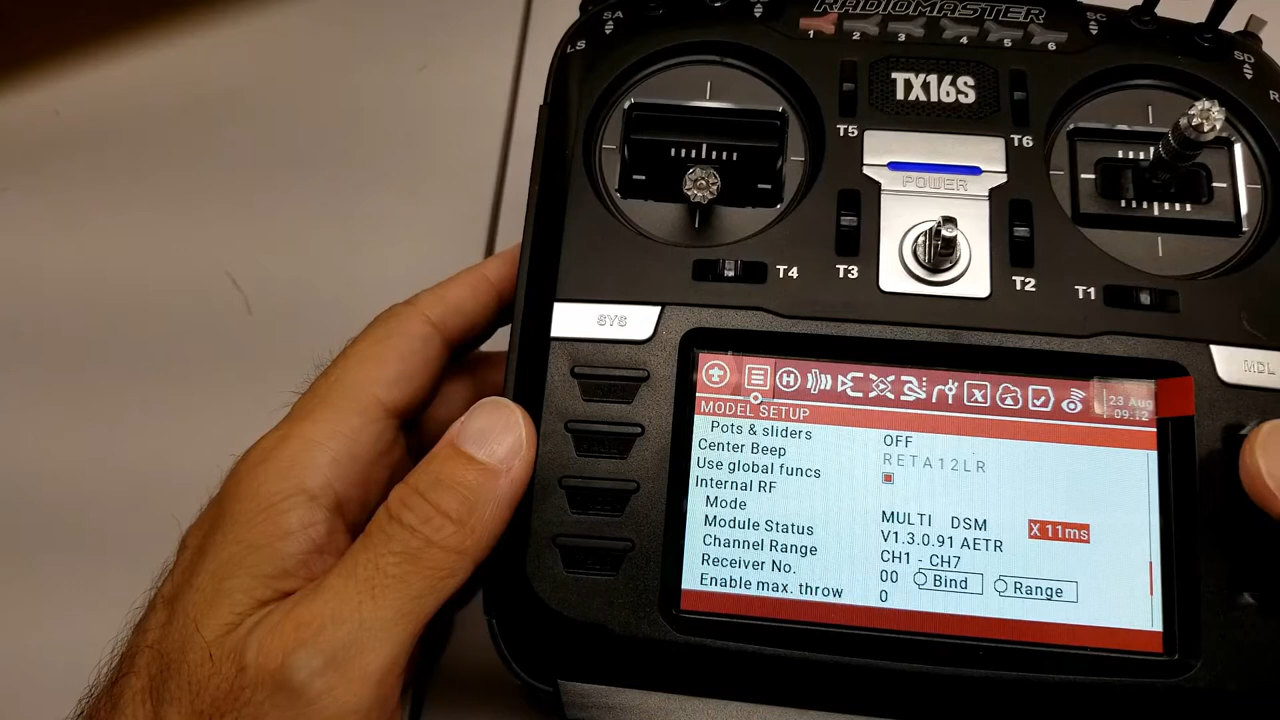 RADIOMASTER
SA
SC
LS
SD
1 2 3 4 5 6
TX16S
T5
T6
POWER
T3
T2
T4
T1
SYS
MDL
23 Aug
09:12
MODEL SETUP
Pots & sliders
Center Beep OFF
Use global funcs RETA12LR
Internal RF
Mode MULTI DSM X 11ms
Module Status V1.3.0.91 AETR
Channel Range CH1 - CH7
Receiver No. 00 Bind Range
Enable max. throw 0